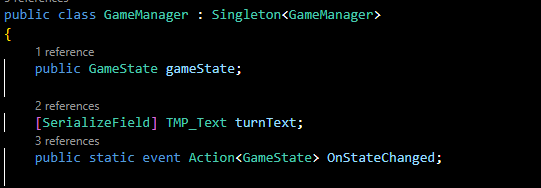 public class GameManager : Singleton<GameManager>
{
1 reference
public GameState gameState;
2 references
[SerializeField] TMP_Text turnText;
3 references
public static event Action<GameState> OnStateChanged;